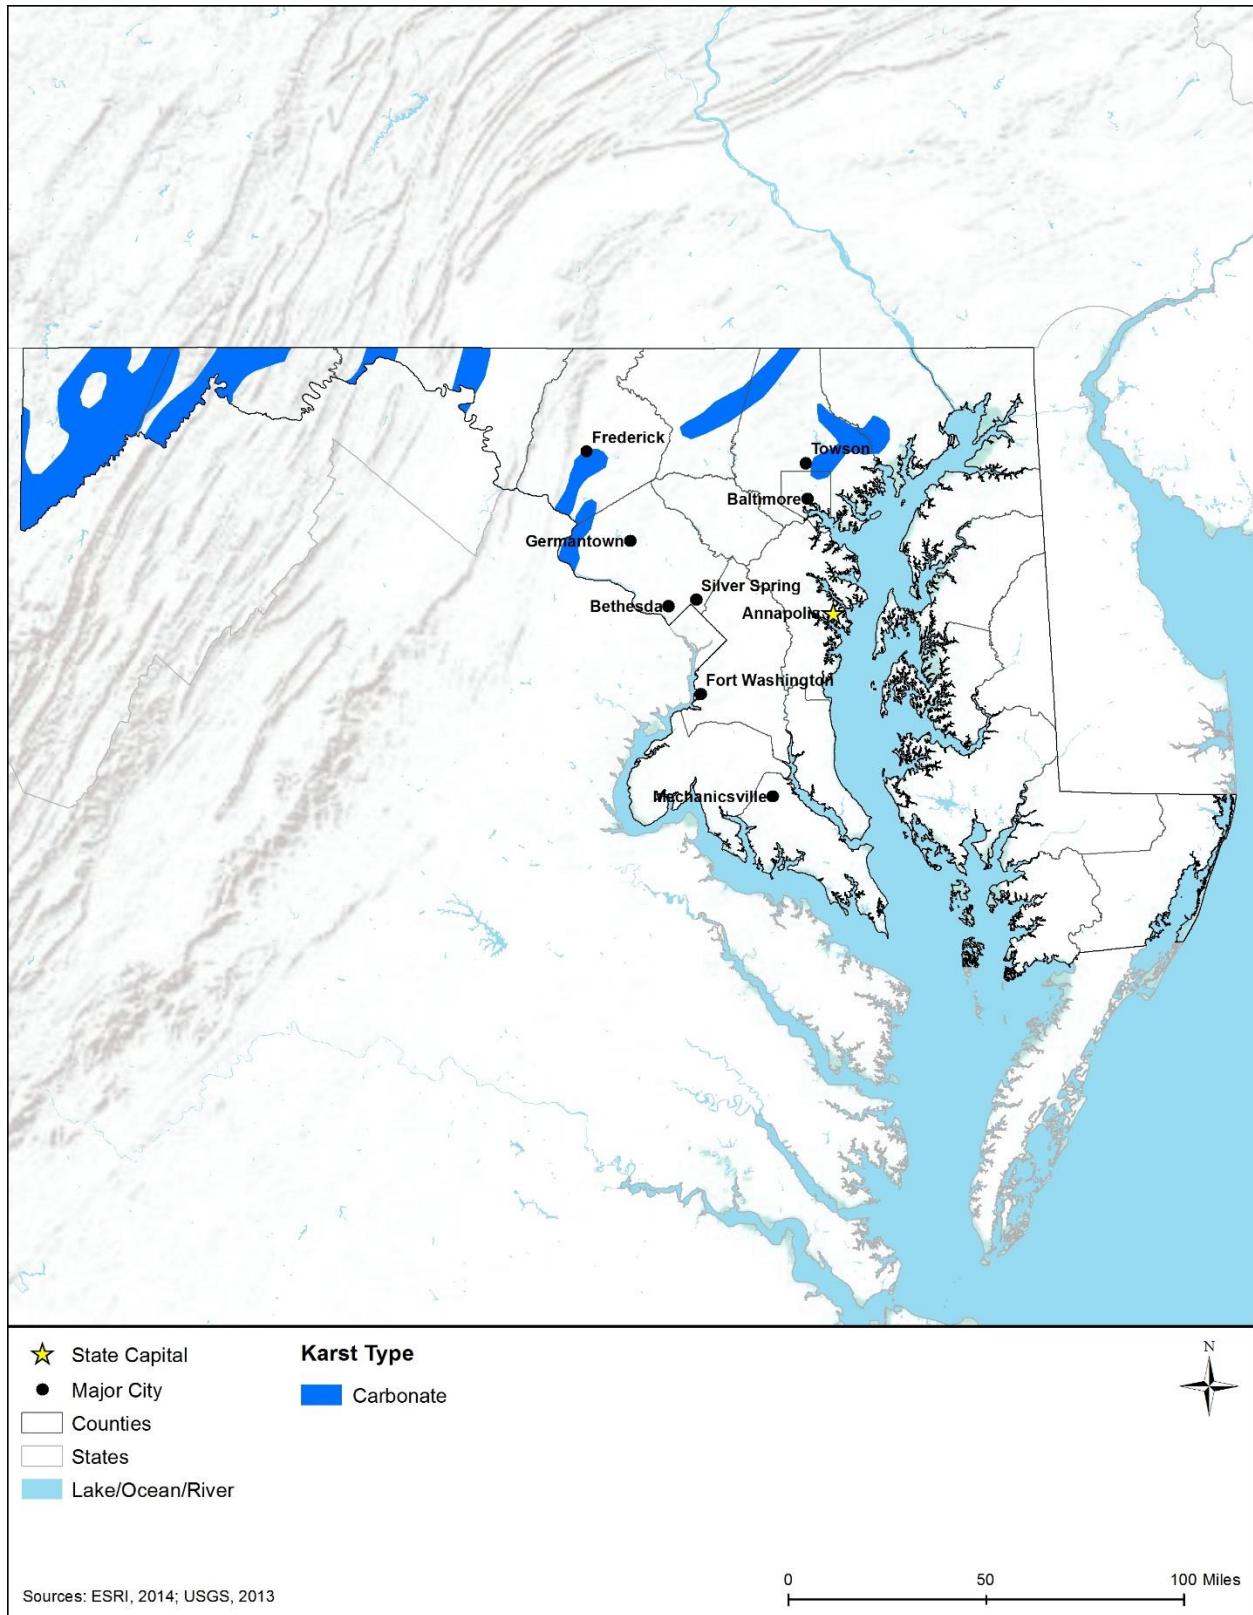 Frederick
Towson
Baltimore
Germantown
Silver Spring
Bethesda
Annapolis
Fort Washington
Mechanicsville
State Capital
Major City
Counties
States
Lake/Ocean/River
Karst Type
Carbonate
N
Sources: ESRI, 2014; USGS, 2013
0 50 100 Miles